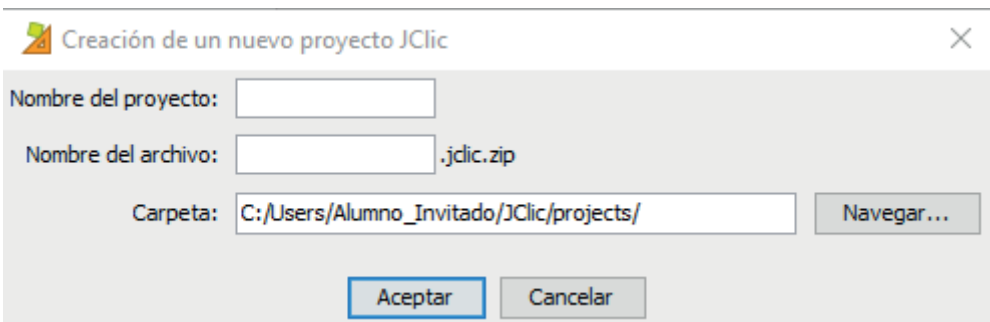 Creación de un nuevo proyecto JClic
Nombre del proyecto:
Nombre del archivo: .jclic.zip
Carpeta: C:/Users/Alumno_Invitado/JClic/projects/ Navegar...
Aceptar Cancelar